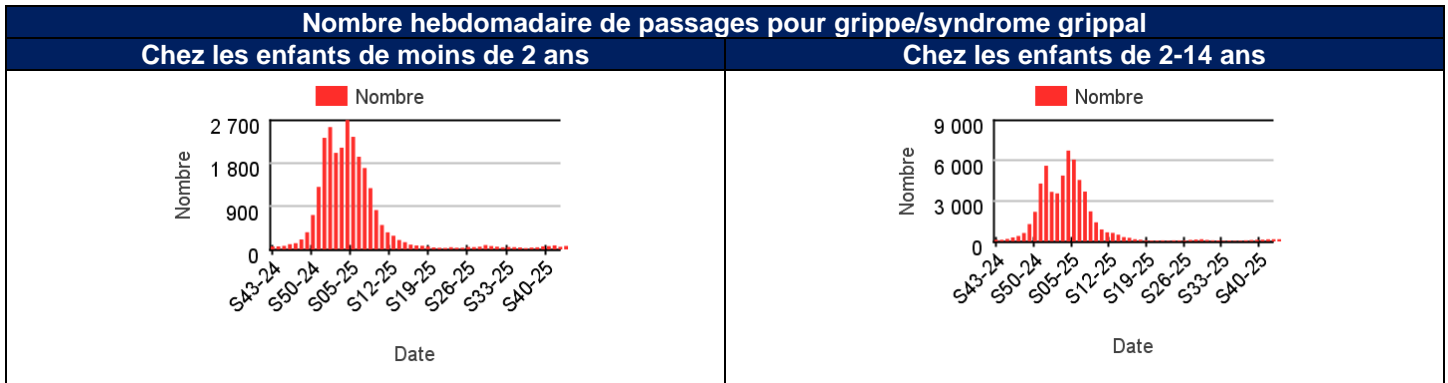 Nombre hebdomadaire de passages pour grippe/syndrome grippal
Chez les enfants de moins de 2 ans
Chez les enfants de 2-14 ans
Nombre
2 700
1 800
900
0
Nombre
S43-24
S50-24
S05-25
S12-25
S19-25
S26-25
S33-25
S40-25
Date
Nombre
9 000
6 000
3 000
0
Nombre
S43-24
S50-24
S05-25
S12-25
S19-25
S26-25
S33-25
S40-25
Date